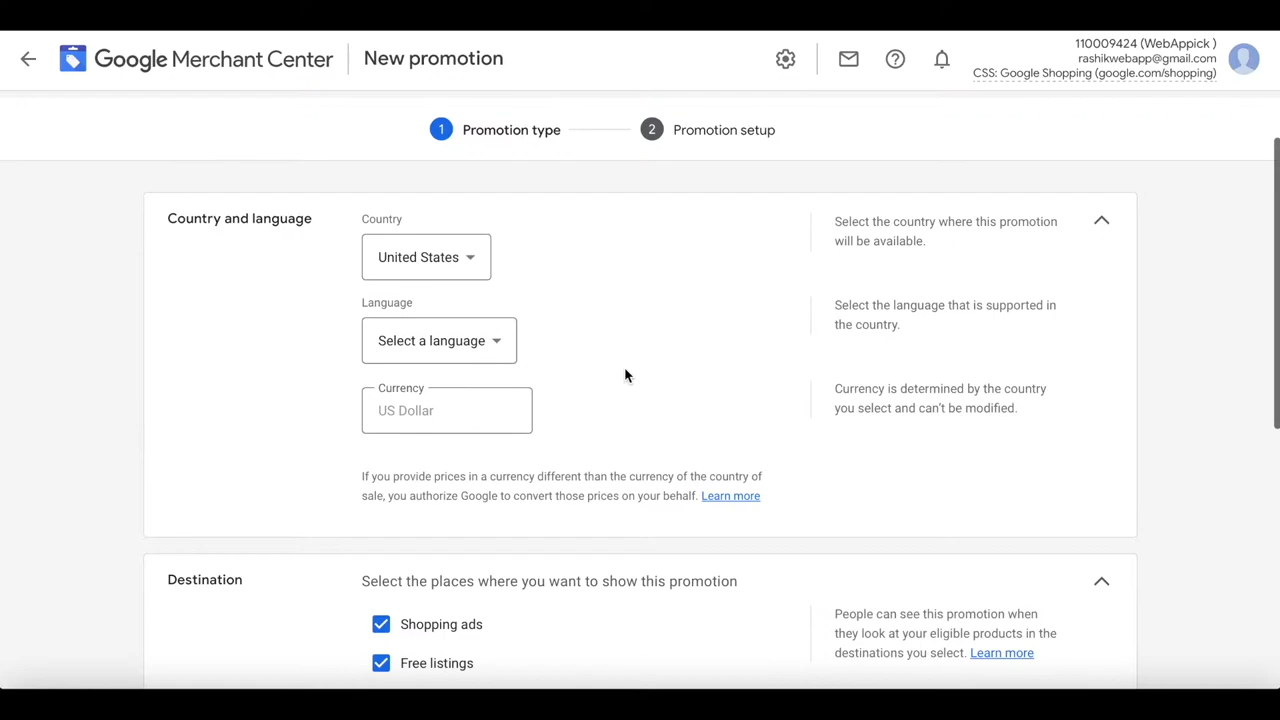 Google Merchant Center
New promotion
110009424 (WebAppick )
rashikwebapp@gmail.com
CSS: Google Shopping (google.com/shopping)
1 Promotion type
2 Promotion setup
Country and language
Country
United States
Select the country where this promotion
will be available.
Language
Select a language
Select the language that is supported in
the country.
Currency
US Dollar
Currency is determined by the country
you select and can't be modified.
If you provide prices in a currency different than the currency of the country of
sale, you authorize Google to convert those prices on your behalf. Learn more
Destination
Select the places where you want to show this promotion
Shopping ads
Free listings
People can see this promotion when
they look at your eligible products in the
destinations you select. Learn more